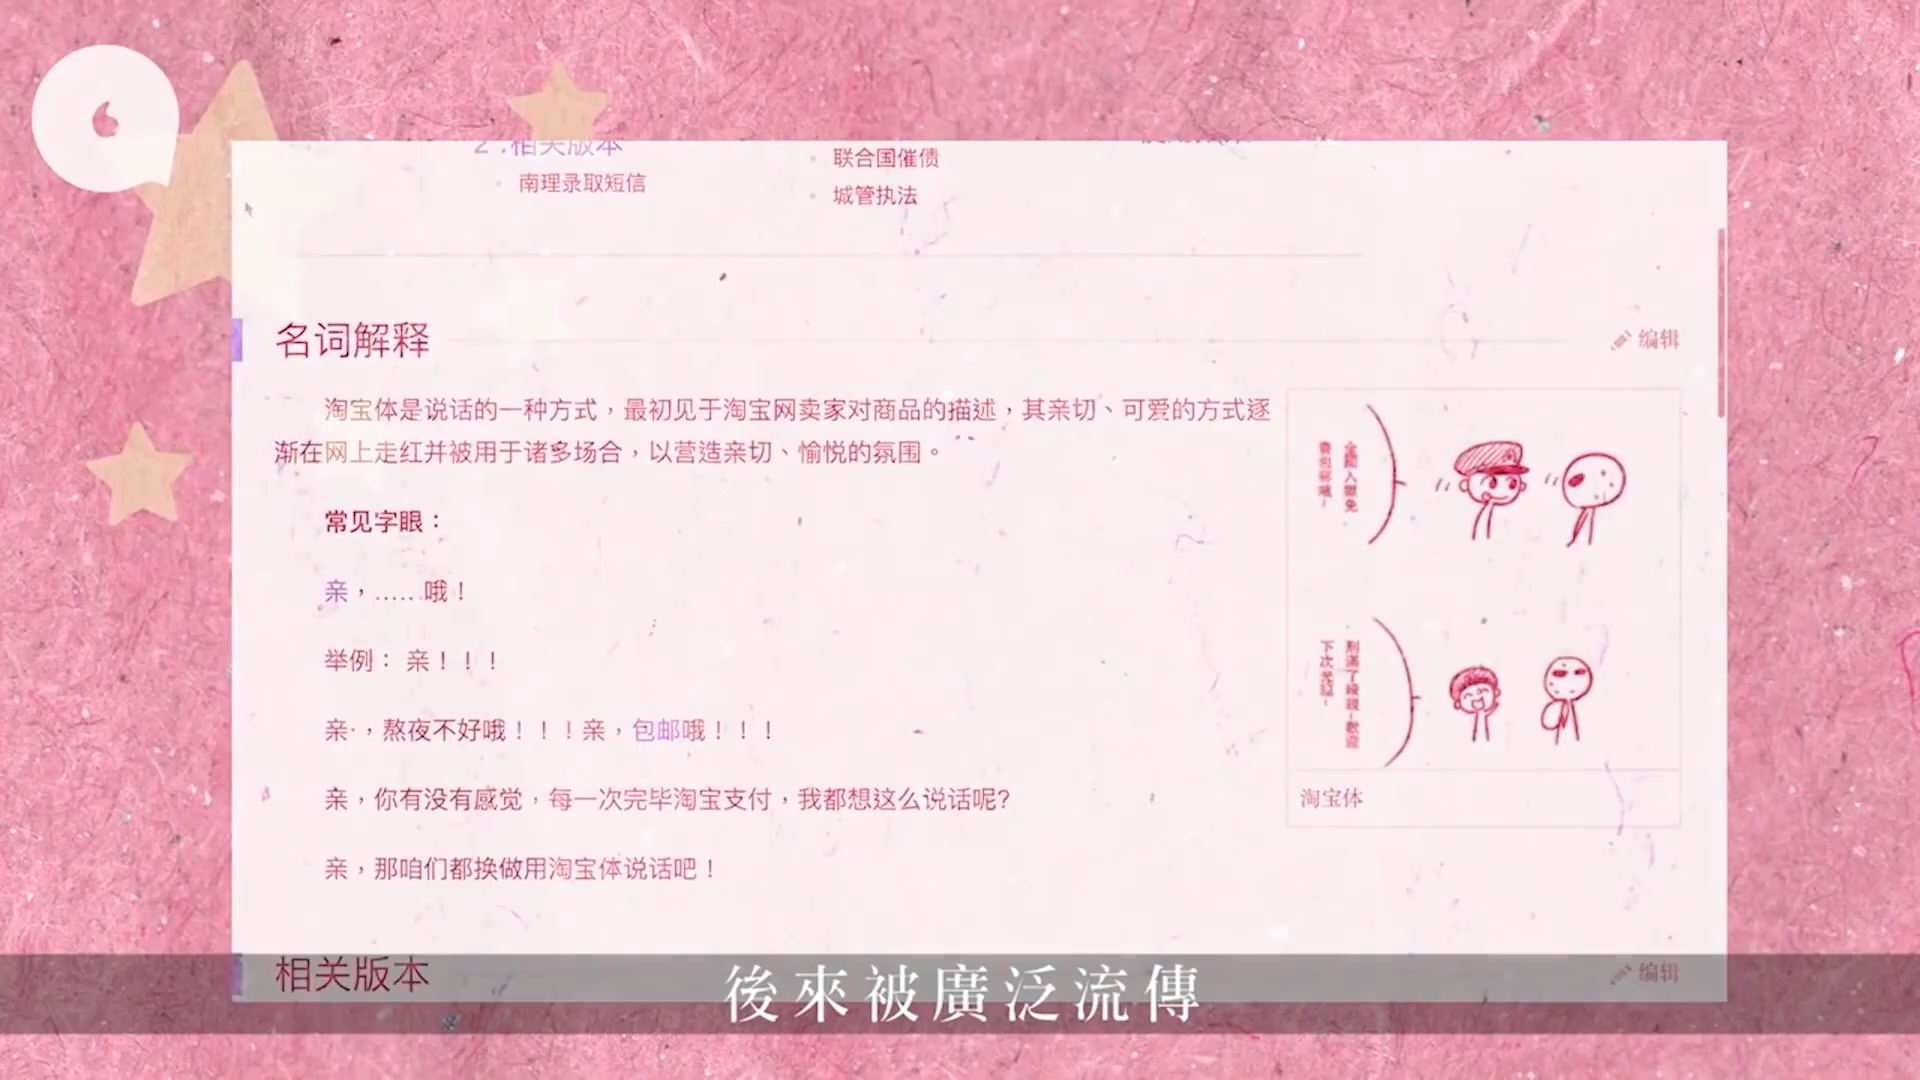 2 .相关版本
南理录取短信
联合国催债
城管执法
名词解释
编辑
淘宝体是说话的一种方式，最初见于淘宝网卖家对商品的描述，其亲切、可爱的方式逐
渐在网上走红并被用于诸多场合，以营造亲切、愉悦的氛围。
常见字眼：
亲，……哦！
举例： 亲！！！
亲·，熬夜不好哦！！！亲，包邮哦！！！
亲，你有没有感觉，每一次完毕淘宝支付，我都想这么说话呢?
亲，那咱们都换做用淘宝体说话吧！
下次光臨~
淘宝体
相关版本
编辑
後來被廣泛流傳